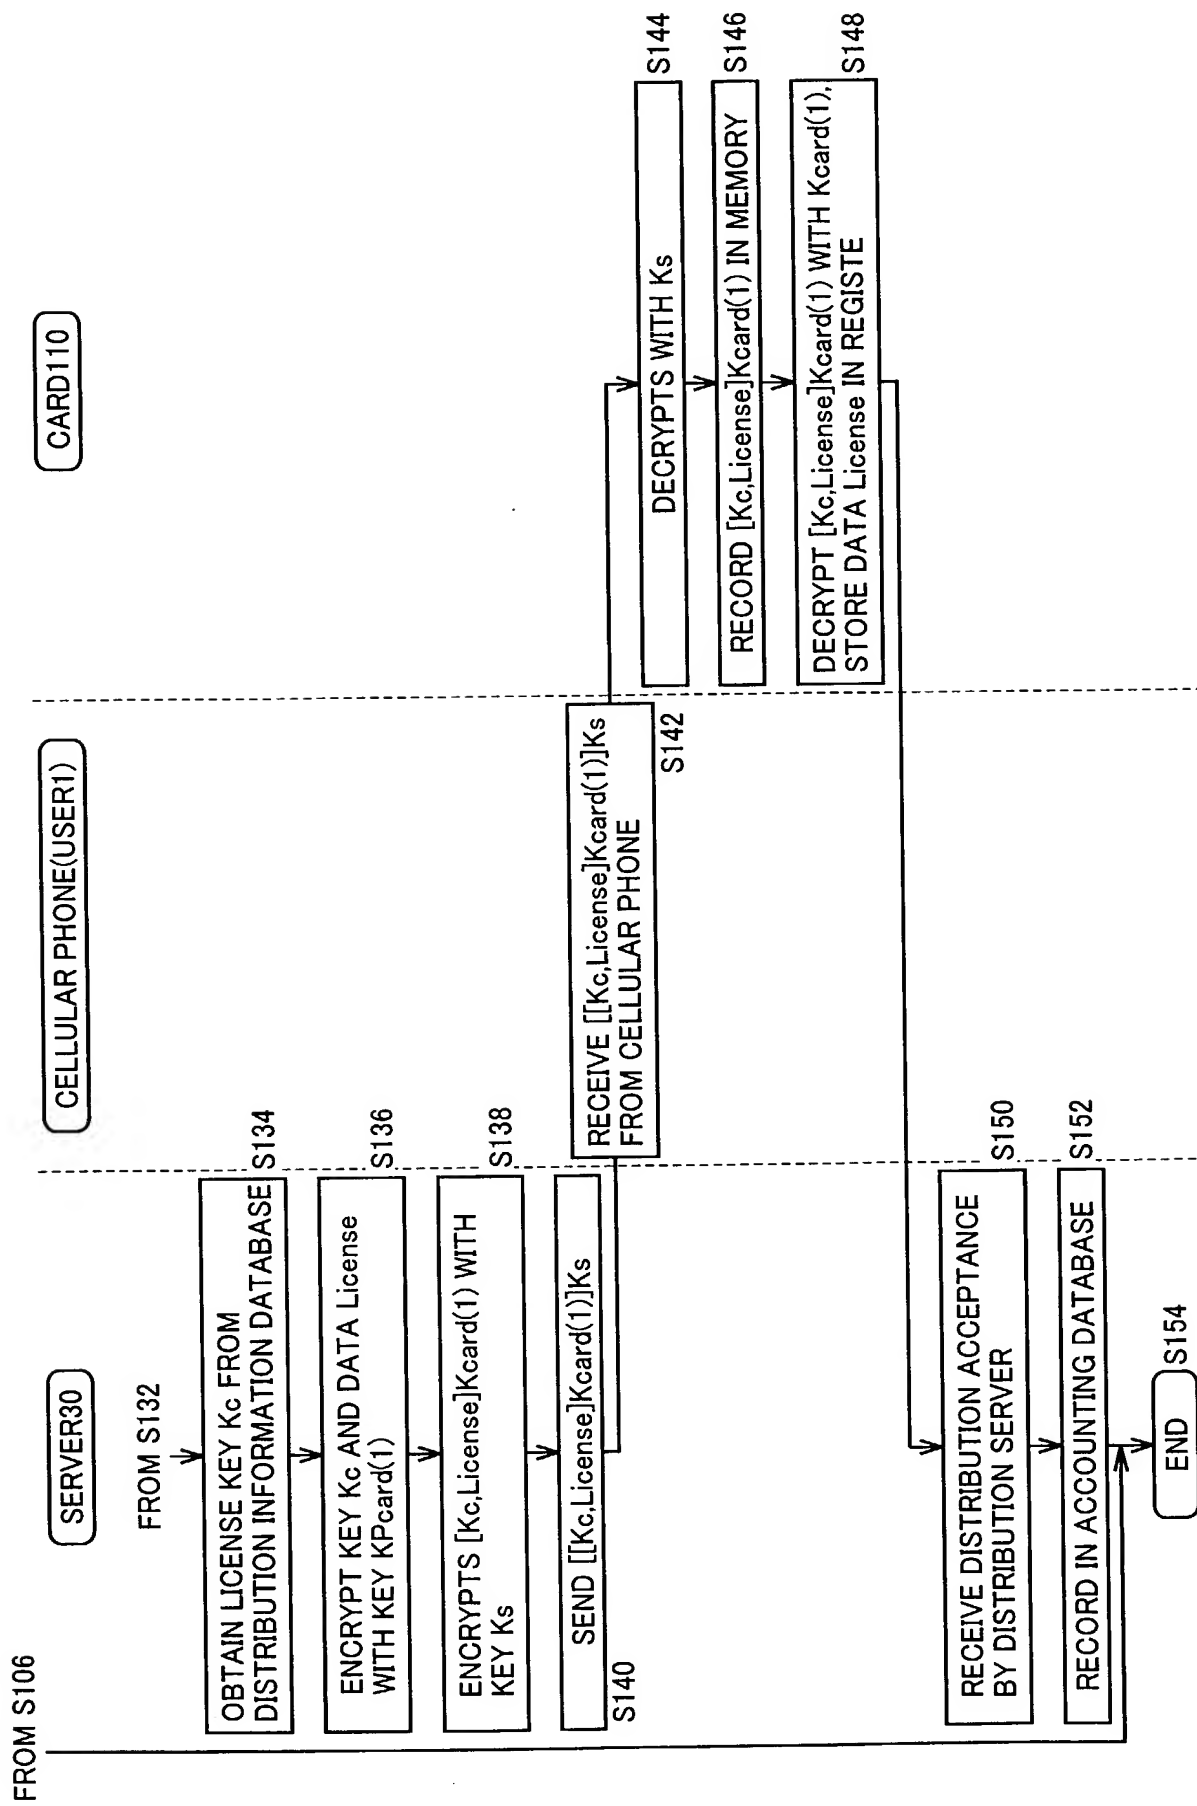 FROM S106
SERVER30
CELLULAR PHONE(USER1)
CARD110
FROM S132
OBTAIN LICENSE KEY Kc FROM
DISTRIBUTION INFORMATION DATABASE
S134
ENCRYPT KEY Kc AND DATA License
WITH KEY KPcard(1)
S136
ENCRYPTS [Kc,License]Kcard(1) WITH
KEY Ks
S138
SEND [[Kc,License]Kcard(1)]Ks
S140
RECEIVE [[Kc,License]Kcard(1)]Ks
FROM CELLULAR PHONE
S142
DECRYPTS WITH Ks
S144
RECORD [Kc,License]Kcard(1) IN MEMORY
S146
DECRYPT [Kc,License]Kcard(1) WITH Kcard(1),
STORE DATA License IN REGISTE
S148
RECEIVE DISTRIBUTION ACCEPTANCE
BY DISTRIBUTION SERVER
S150
RECORD IN ACCOUNTING DATABASE
S152
END
S154